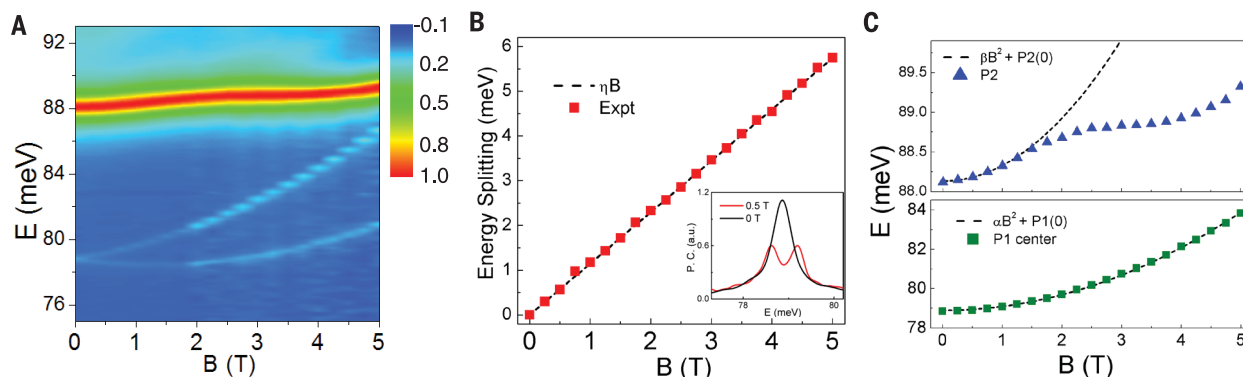 A
E (meV)
92
88
84
80
76
0 1 2 3 4 5
B (T)
-0.1
0.2
0.5
0.8
1.0
B
Energy Splitting (meV)
6
5
4
3
2
1
0
ηB
Expt
P. C. (a.u.)
1.2
0.6
0.0
0.5 T
0 T
78 80
E (meV)
0 1 2 3 4 5
B (T)
C
E (meV)
89.5
89.0
88.5
88.0
βB² + P2(0)
P2
84
82
80
78
αB² + P1(0)
P1 center
0 1 2 3 4 5
B (T)